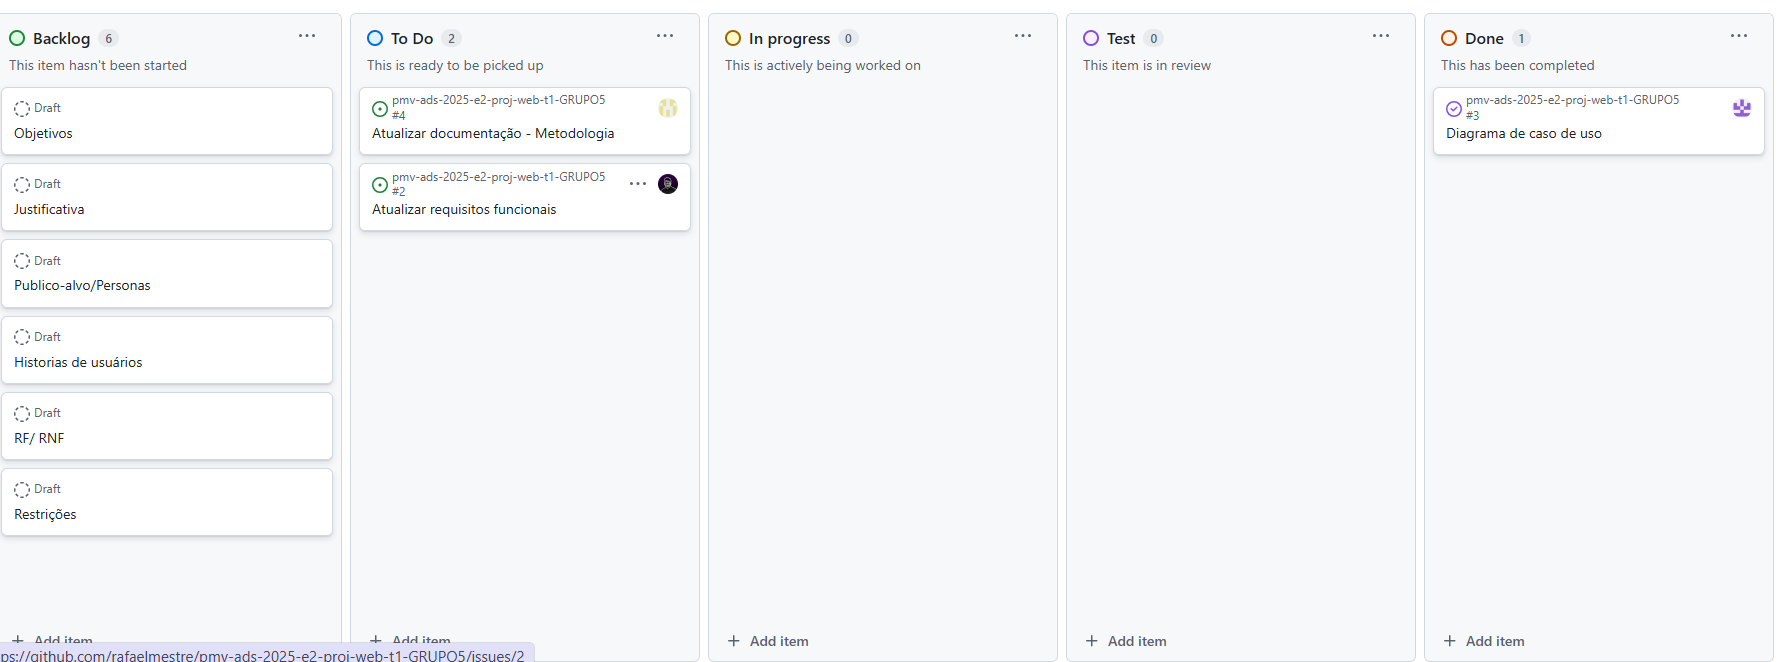 Backlog 6
This item hasn't been started
Draft
Objetivos
Draft
Justificativa
Draft
Publico-alvo/Personas
Draft
Historias de usuários
Draft
RF/ RNF
Draft
Restrições
Add item
To Do 2
This is ready to be picked up
pmv-ads-2025-e2-proj-web-t1-GRUPO5
#4
Atualizar documentação - Metodologia
pmv-ads-2025-e2-proj-web-t1-GRUPO5
#2
Atualizar requisitos funcionais
Add item
In progress 0
This is actively being worked on
Add item
Test 0
This item is in review
Add item
Done 1
This has been completed
pmv-ads-2025-e2-proj-web-t1-GRUPO5
#3
Diagrama de caso de uso
Add item
ps://github.com/rafaelmestre/pmv-ads-2025-e2-proj-web-t1-GRUPO5/issues/2